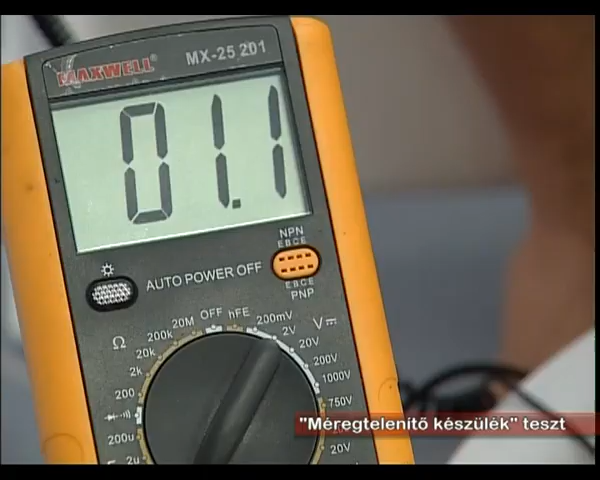 MAXWELL
MX-25 201
01.1
NPN
EBCE
AUTO POWER OFF
EBCE
PNP
OFF
hFE
200mV
2V
V
20V
200V
1000V
750V
20V
20M
200k
20k
2k
200
200u
2u
Ω
"Méregtelenítő készülék" teszt